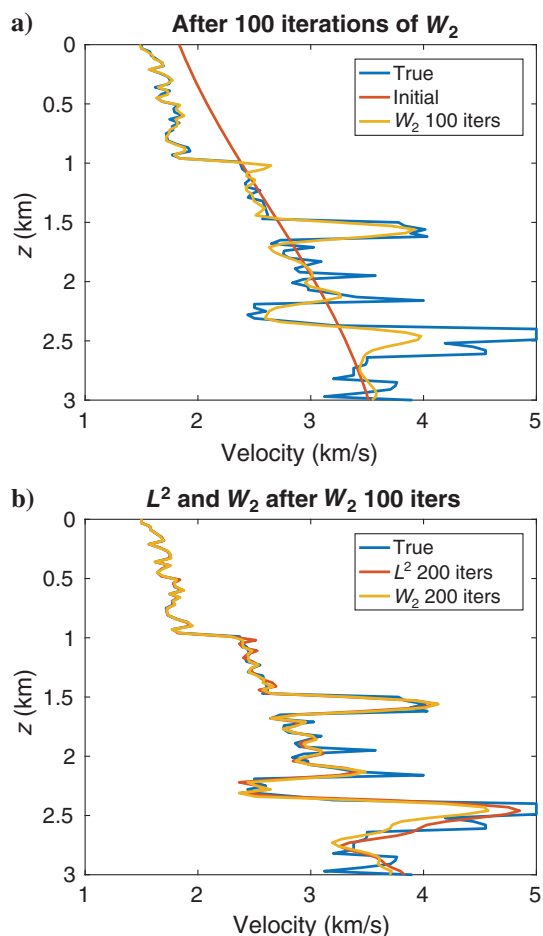 a)
After 100 iterations of W2
True
Initial
W2 100 iters
0
0.5
1
1.5
2
2.5
3
z (km)
1 2 3 4 5
Velocity (km/s)
b)
L² and W2 after W2 100 iters
True
L² 200 iters
W2 200 iters
0
0.5
1
1.5
2
2.5
3
z (km)
1 2 3 4 5
Velocity (km/s)